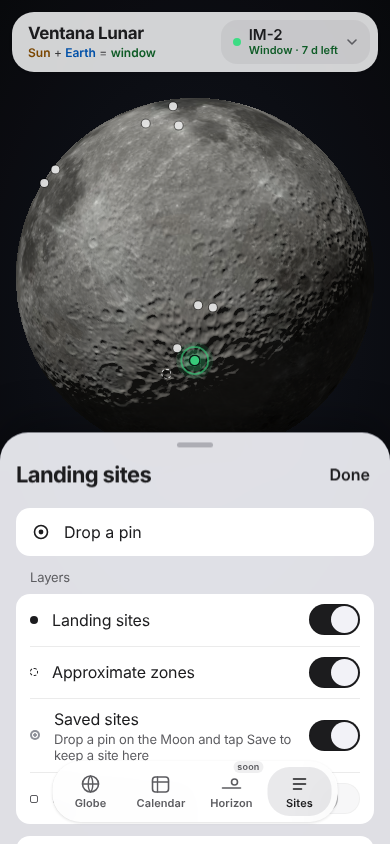 Ventana Lunar
Sun + Earth = window
IM-2
Window · 7 d left
Landing sites
Done
Drop a pin
Layers
Landing sites
Approximate zones
Saved sites
Drop a pin on the Moon and tap Save to
keep a site here
soon
Globe
Calendar
Horizon
Sites